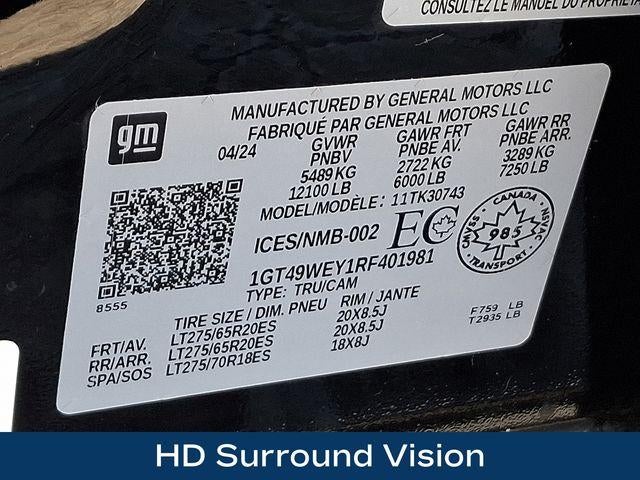 CONSULTEZ LE MANUEL DU PROPRIÉTA
gm
MANUFACTURED BY GENERAL MOTORS LLC
FABRIQUÉ PAR GENERAL MOTORS LLC
04/24 GVWR GAWR FRT GAWR RR
PNBV PNBE AV. PNBE ARR.
5489 KG 2722 KG 3289 KG
12100 LB 6000 LB 7250 LB
MODEL/MODÈLE: 11TK30743
ICES/NMB-002 EC
CANADA
985
TRANSPORT
NSVAC
1GT49WEY1RF401981
TYPE: TRU/CAM
8555
TIRE SIZE / DIM. PNEU RIM / JANTE
FRT/AV. LT275/65R20ES 20X8.5J
RR/ARR. LT275/65R20ES 20X8.5J
SPA/SOS LT275/70R18ES 18X8J
F759 LB
T2935 LB
HD Surround Vision